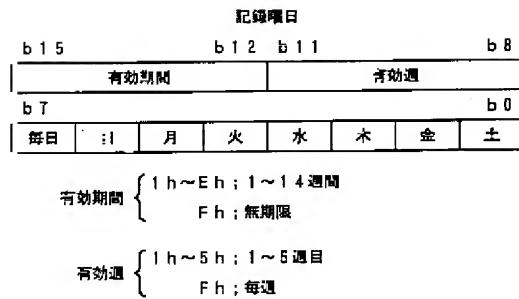 記録曜日
b15 b12 b11 b8
有効期間 有効週
b7 b0
毎日 日 月 火 水 木 金 土
有効期間 { 1h~Eh;1~14週間
Fh;無期限
有効週 { 1h~5h;1~5週目
Fh;毎週